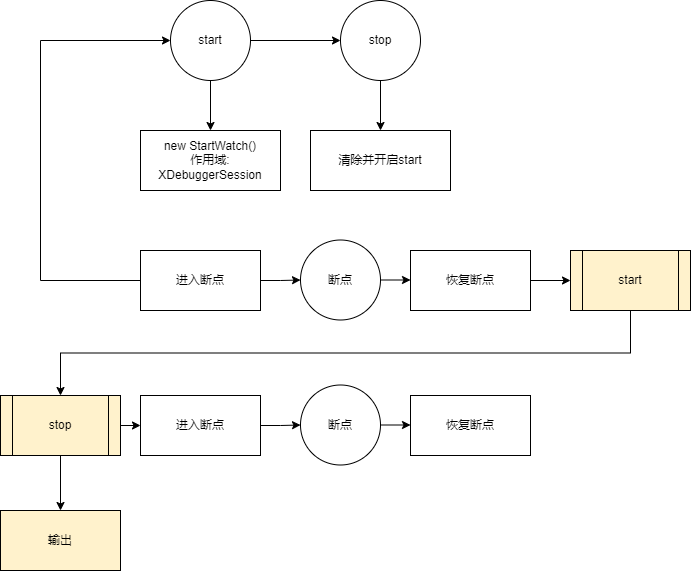 start
stop
new StartWatch()
作用域:
XDebuggerSession
清除并开启start
进入断点
断点
恢复断点
start
stop
进入断点
断点
恢复断点
输出